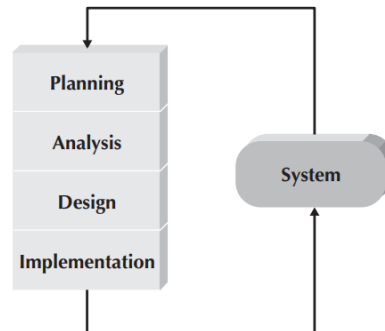 Planning
Analysis
System
Design
Implementation